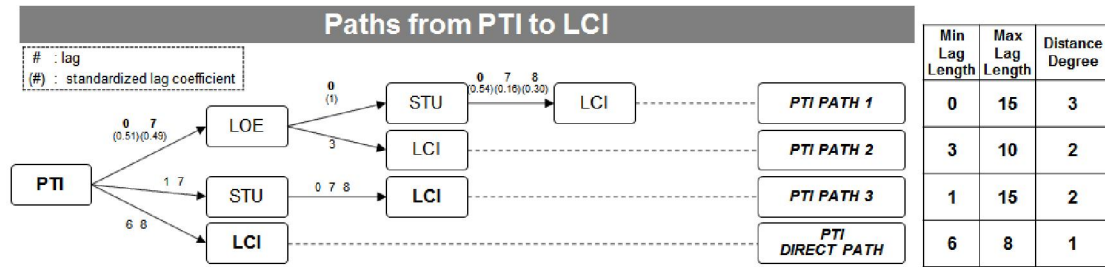 Paths from PTI to LCI
# : lag
(#) : standardized lag coefficient
Min Lag Length
Max Lag Length
Distance Degree
0 7 8
(0.54)(0.16)(0.30)
0
(1)
STU
LCI
PTI PATH 1
0 15 3
0 7
(0.51)(0.49)
LOE
3
LCI
PTI PATH 2
3 10 2
PTI
1 7
STU
0 7 8
LCI
PTI PATH 3
1 15 2
6 8
LCI
PTI
DIRECT PATH
6 8 1